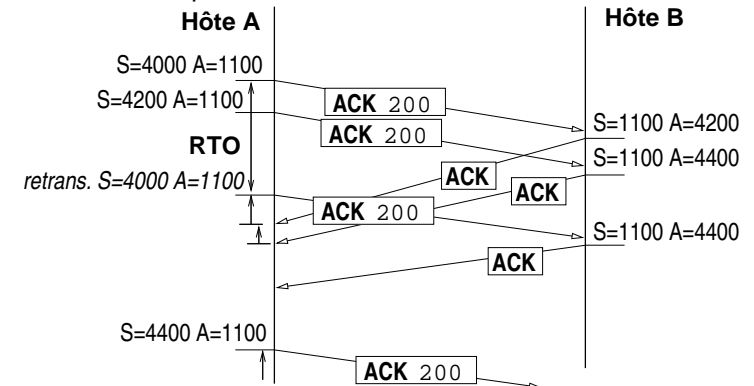 Hôte A
Hôte B
S=4000 A=1100
ACK 200
S=4200 A=1100
ACK 200
S=1100 A=4200
RTO
S=1100 A=4400
ACK
retrans. S=4000 A=1100
ACK
ACK 200
S=1100 A=4400
ACK
S=4400 A=1100
ACK 200